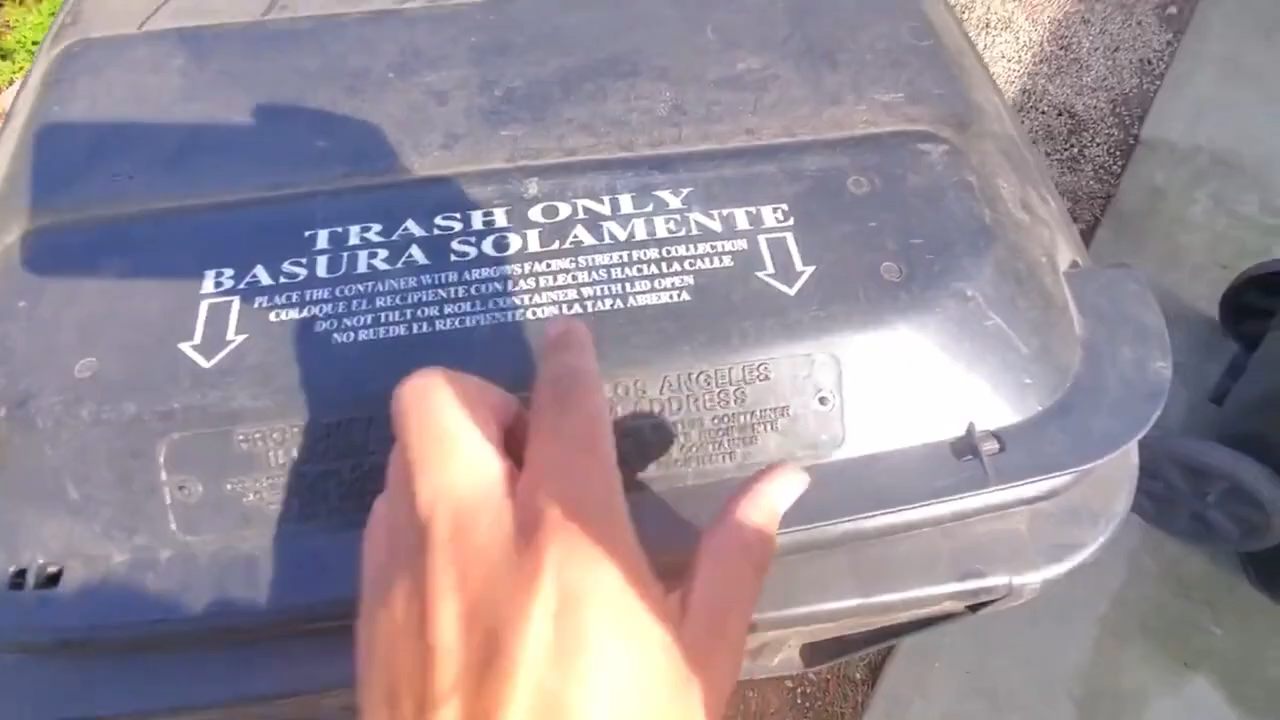 TRASH ONLY
BASURA SOLAMENTE
PLACE THE CONTAINER WITH ARROWS FACING STREET FOR COLLECTION
COLOQUE EL RECIPIENTE CON LAS FLECHAS HACIA LA CALLE
DO NOT TILT OR ROLL CONTAINER WITH LID OPEN
NO RUEDE EL RECIPIENTE CON LA TAPA ABIERTA
LOS ANGELES
ADDRESS
CONTAINER
CONTAINER